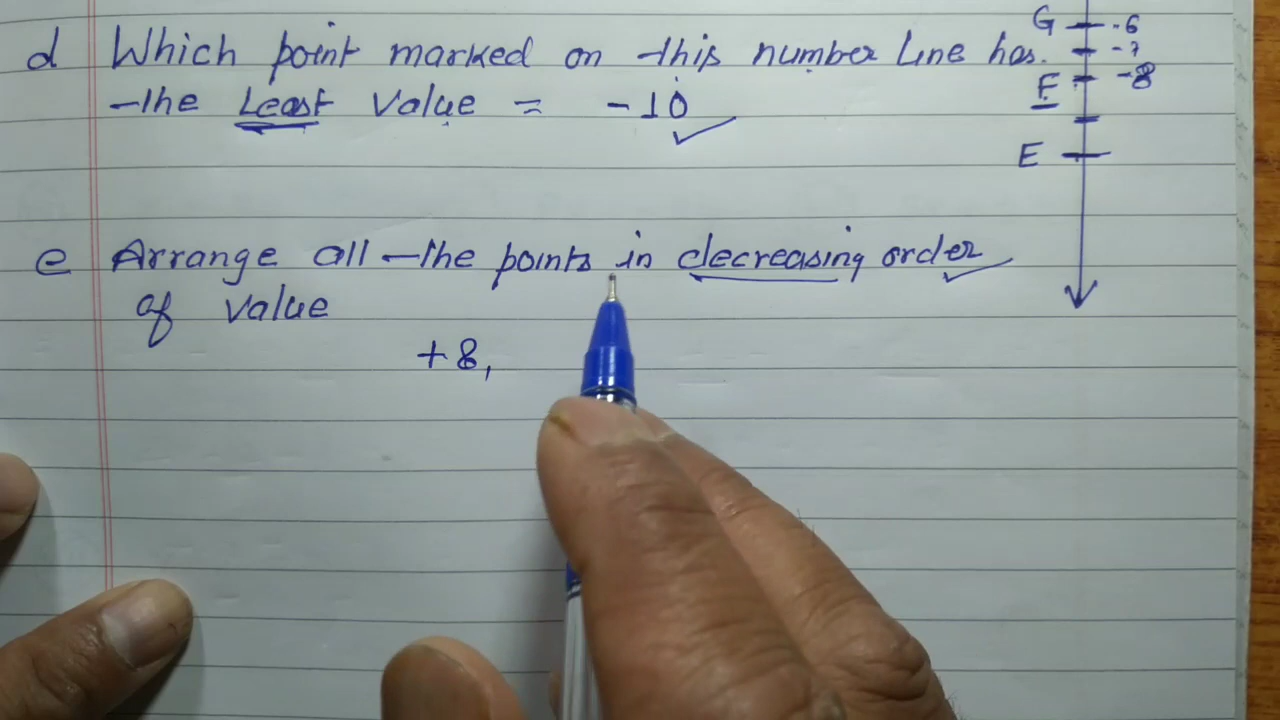 d Which point marked on this number Line has.
the Least Value = -10
e Arrange all the points in decreasing order
of Value
+8,
G -6
-7
F -8
E